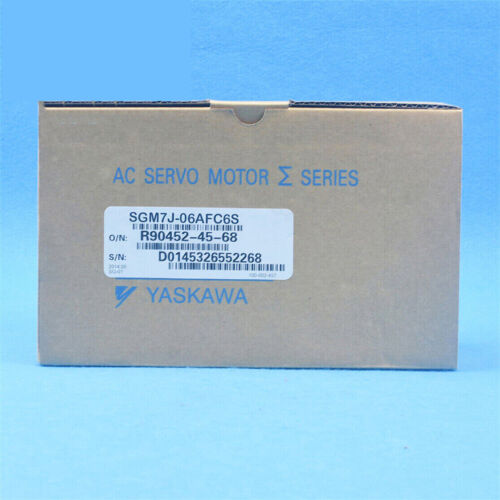 AC SERVO MOTOR Σ SERIES
SGM7J-06AFC6S
O/N: R90452-45-68
S/N: D0145326552268
YASKAWA